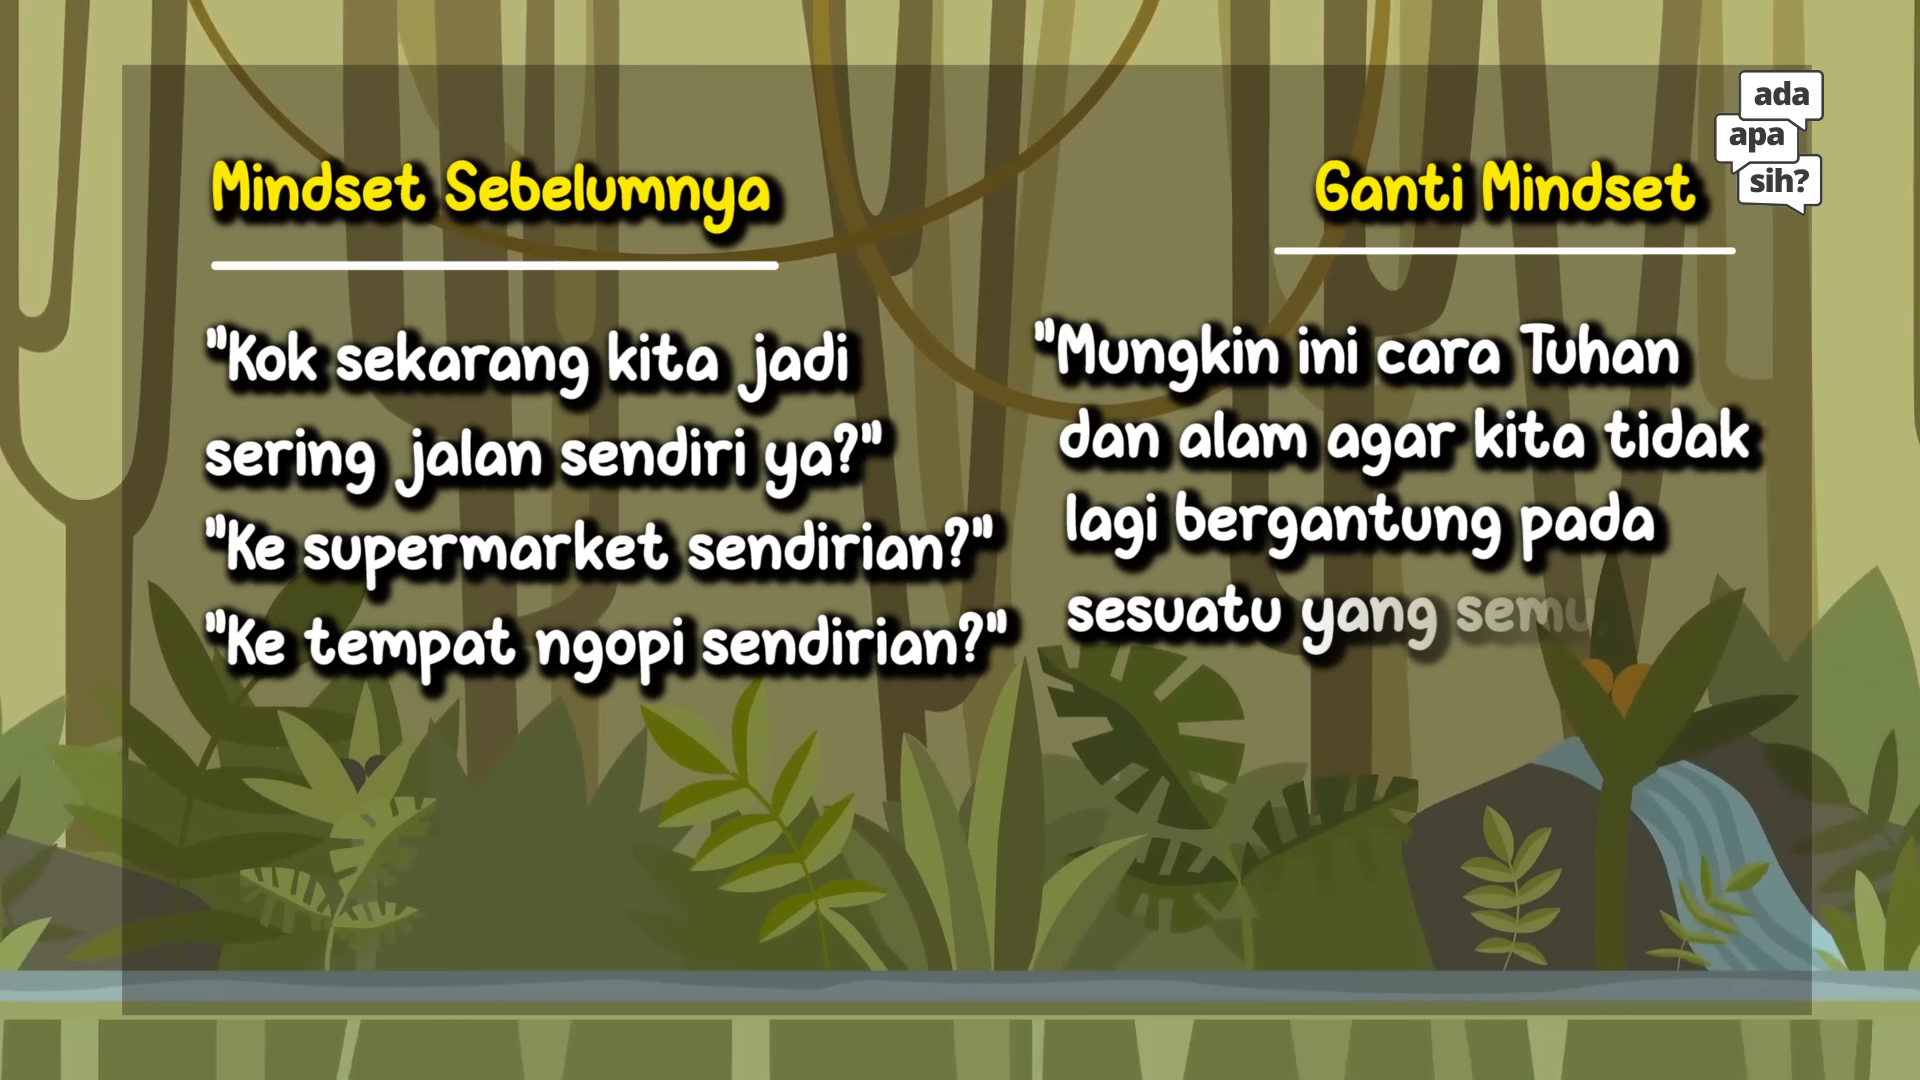 Mindset Sebelumnya
"Kok sekarang kita jadi
sering jalan sendiri ya?"
"Ke supermarket sendirian?"
"Ke tempat ngopi sendirian?"
Ganti Mindset
"Mungkin ini cara Tuhan
dan alam agar kita tidak
lagi bergantung pada
sesuatu yang semu.
ada
apa
sih?